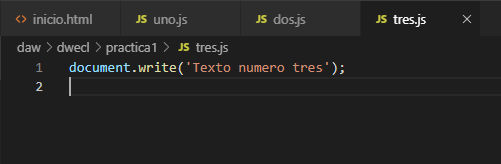 inicio.html JS uno.js JS dos.js JS tres.js
daw > dwecl > practica1 > JS tres.js
1 document.write('Texto numero tres');
2